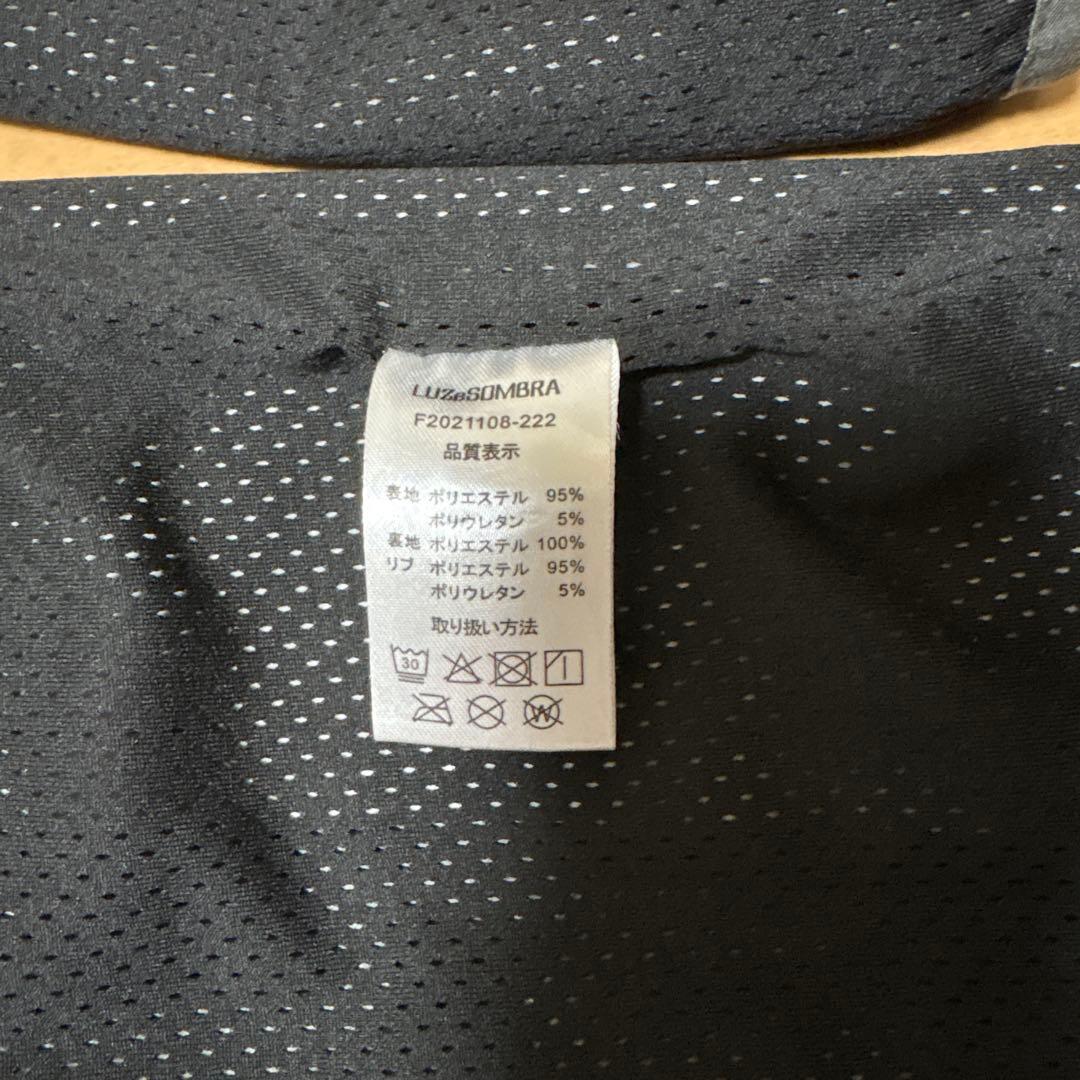 LUZeSOMBRA
F2021108-222
品質表示
表地 ポリエステル 95%
ポリウレタン 5%
裏地 ポリエステル 100%
リブ ポリエステル 95%
ポリウレタン 5%
取り扱い方法
30
W